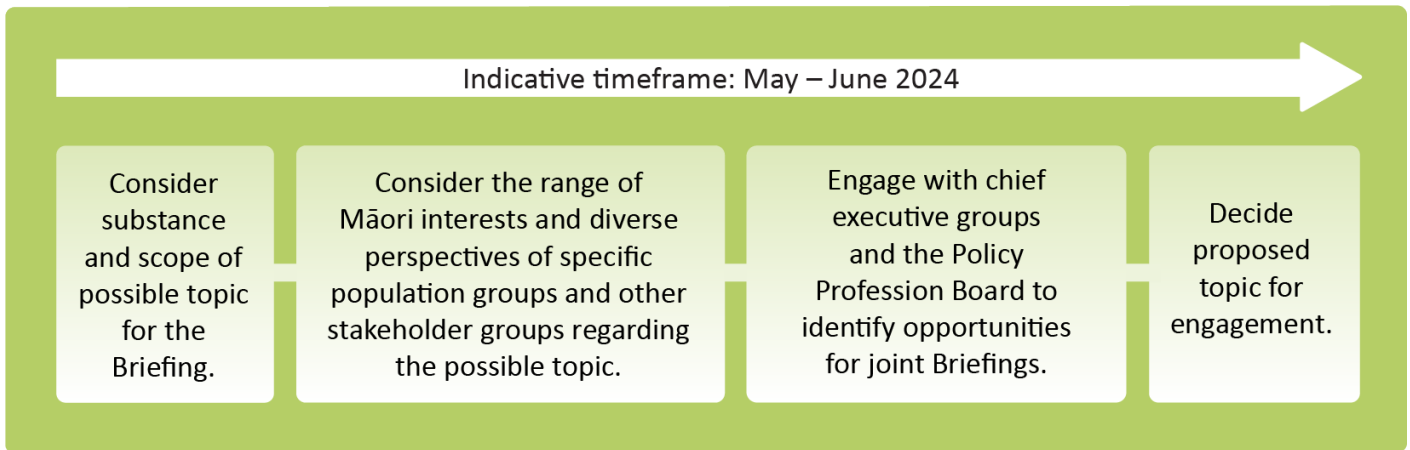 Indicative timeframe: May – June 2024
Consider
substance
and scope of
possible topic
for the
Briefing.
Consider the range of
Māori interests and diverse
perspectives of specific
population groups and other
stakeholder groups regarding
the possible topic.
Engage with chief
executive groups
and the Policy
Profession Board to
identify opportunities
for joint Briefings.
Decide
proposed
topic for
engagement.